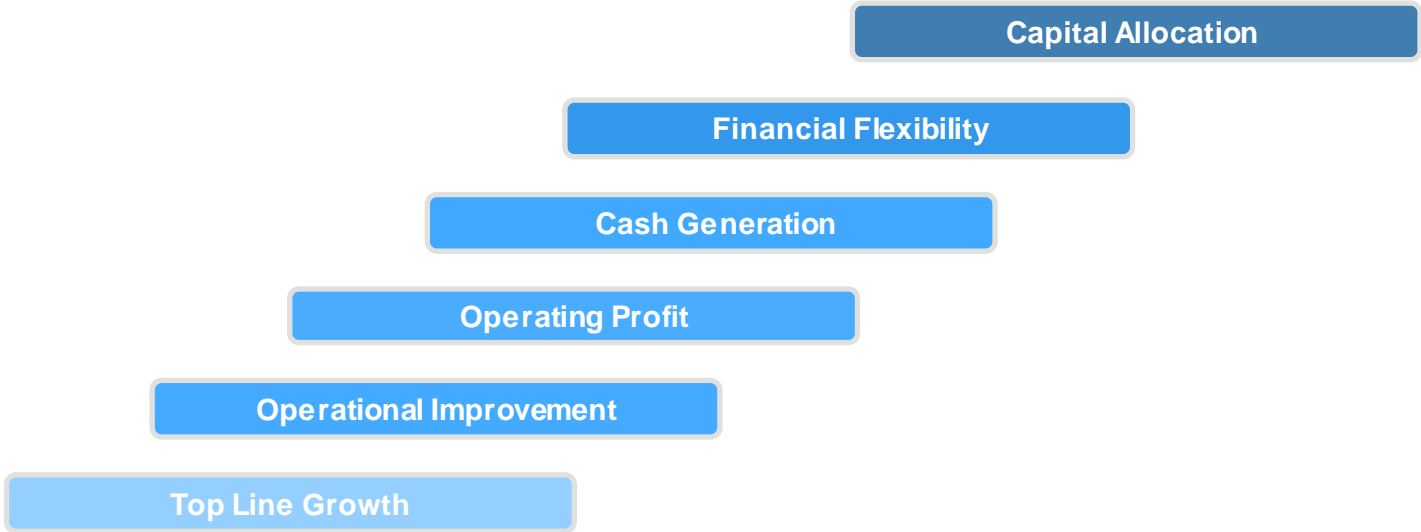 Capital Allocation
Financial Flexibility
Cash Generation
Operating Profit
Operational Improvement
Top Line Growth